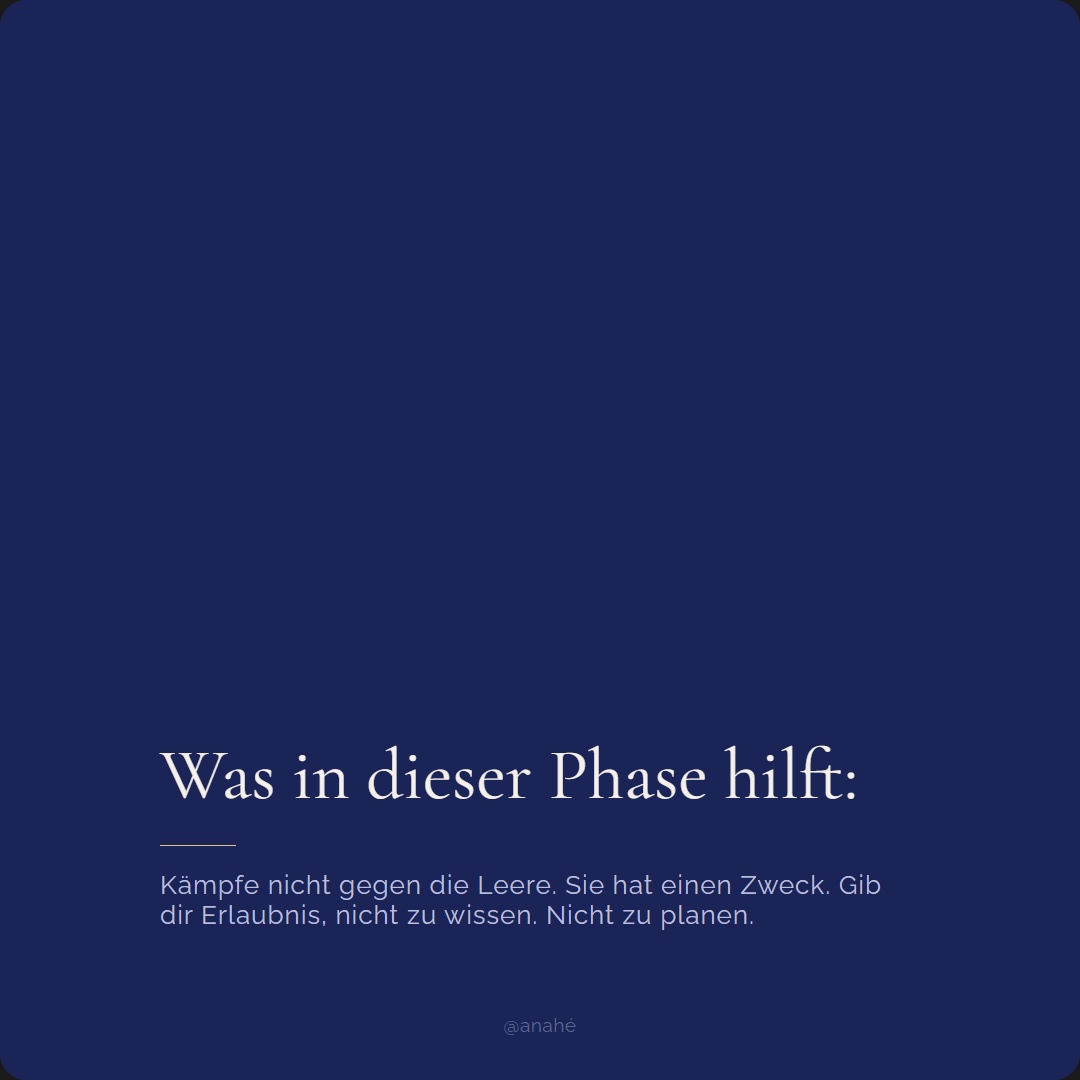 Was in dieser Phase hilft:
Kämpfe nicht gegen die Leere. Sie hat einen Zweck. Gib
dir Erlaubnis, nicht zu wissen. Nicht zu planen.
@anahé